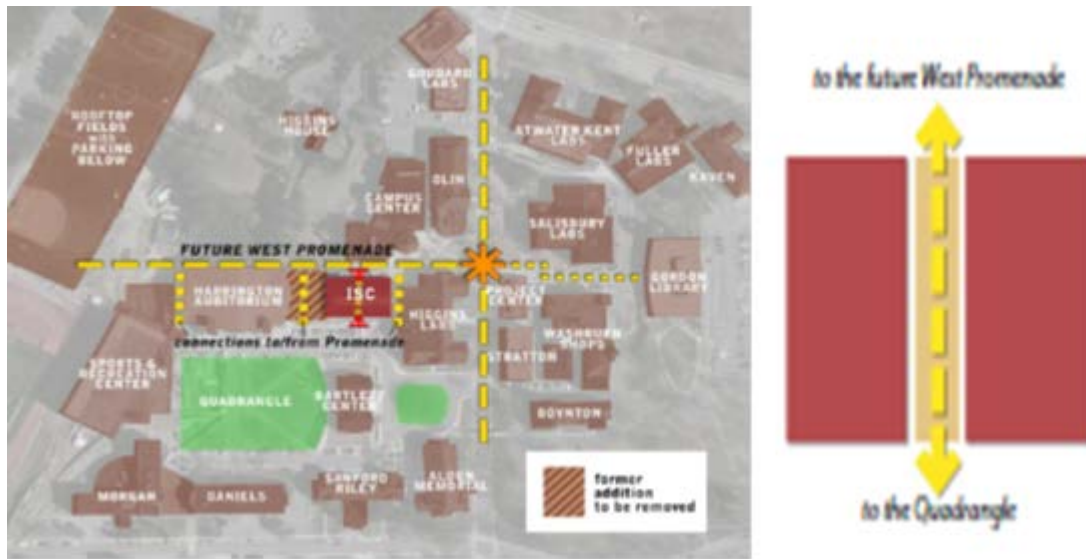 GODDARD
LABS
ROOFTOP
FIELDS
with
PARKING
BELOW
HIGGINS
HOUSE
ATWATER KENT
LABS
FULLER
LABS
KAVEN
OLIN
CAMPUS
CENTER
SALISBURY
LABS
FUTURE WEST PROMENADE
HARRINGTON
AUDITORIUM
ISC
GORDON
LIBRARY
PROJECT
CENTER
HIGGINS
LABS
WASHBURN
SHOPS
connections to/from Promenade
STRATTON
SPORTS &
RECREATION
CENTER
QUADRANGLE
BARTLETT
CENTER
BOYNTON
MORGAN
DANIELS
SANFORD
RILEY
ALDEN
MEMORIAL
former
addition
to be removed
to the future West Promenade
to the Quadrangle